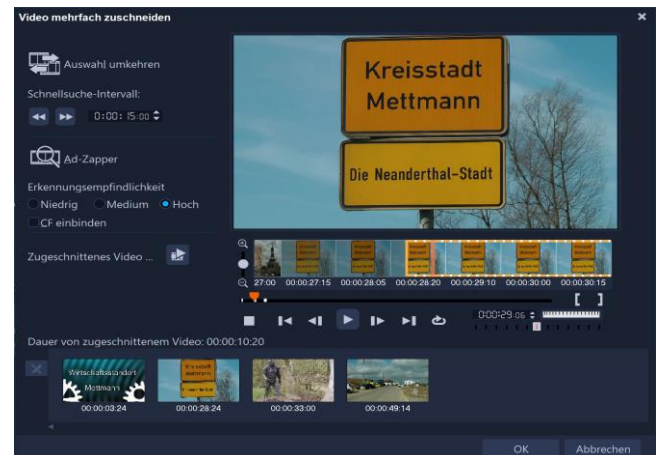 Video mehrfach zuschneiden
Auswahl umkehren
Schnellsuche-Intervall:
0:00:15:00
Ad-Zapper
Erkennungsempfindlichkeit
Niedrig Medium Hoch
CF einbinden
Zugeschnittenes Video ...
Kreisstadt
Mettmann
Die Neanderthal-Stadt
27:00 00:00:27:15 00:00:28:05 00:00:28:20 00:00:29:10 00:00:30:00 00:00:30:15
0:00:29:06
Dauer von zugeschnittenem Video: 00:00:10:20
Wirtschaftsstandort
Mettmann
00:00:03:24 00:00:28:24 00:00:33:00 00:00:49:14
OK Abbrechen